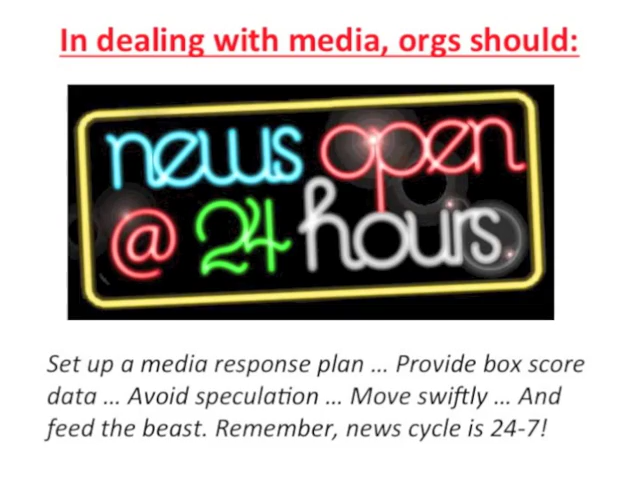 In dealing with media, orgs should:
news open
@ 24 hours
Set up a media response plan ... Provide box score
data ... Avoid speculation ... Move swiftly ... And
feed the beast. Remember, news cycle is 24-7!